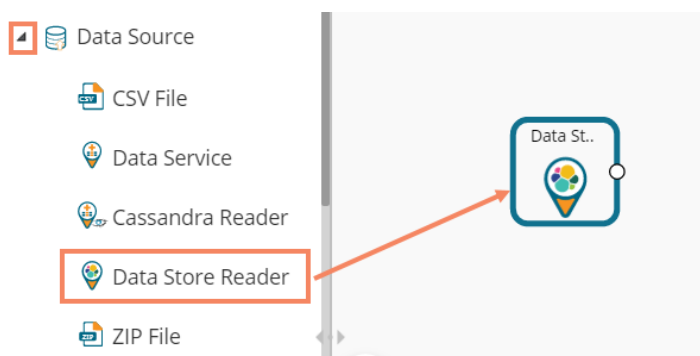 Data Source
CSV File
Data Service
Cassandra Reader
Data Store Reader
ZIP File
Data St..